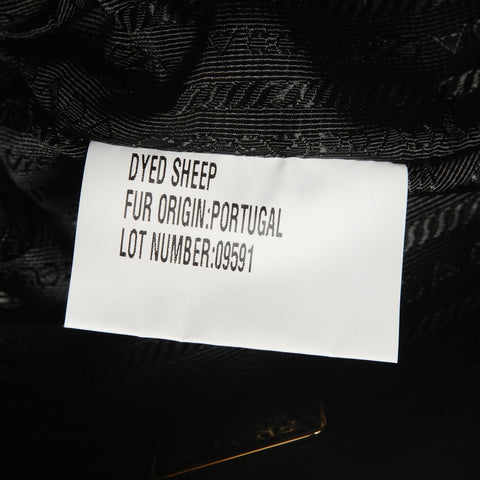 DYED SHEEP
FUR ORIGIN:PORTUGAL
LOT NUMBER:09591